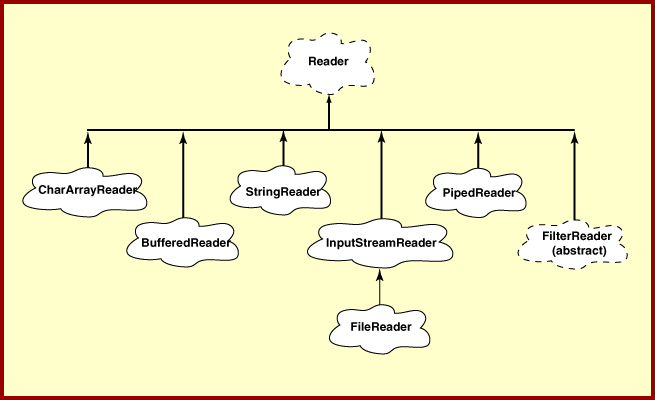 Reader
CharArrayReader
StringReader
PipedReader
BufferedReader
InputStreamReader
FilterReader
(abstract)
FileReader